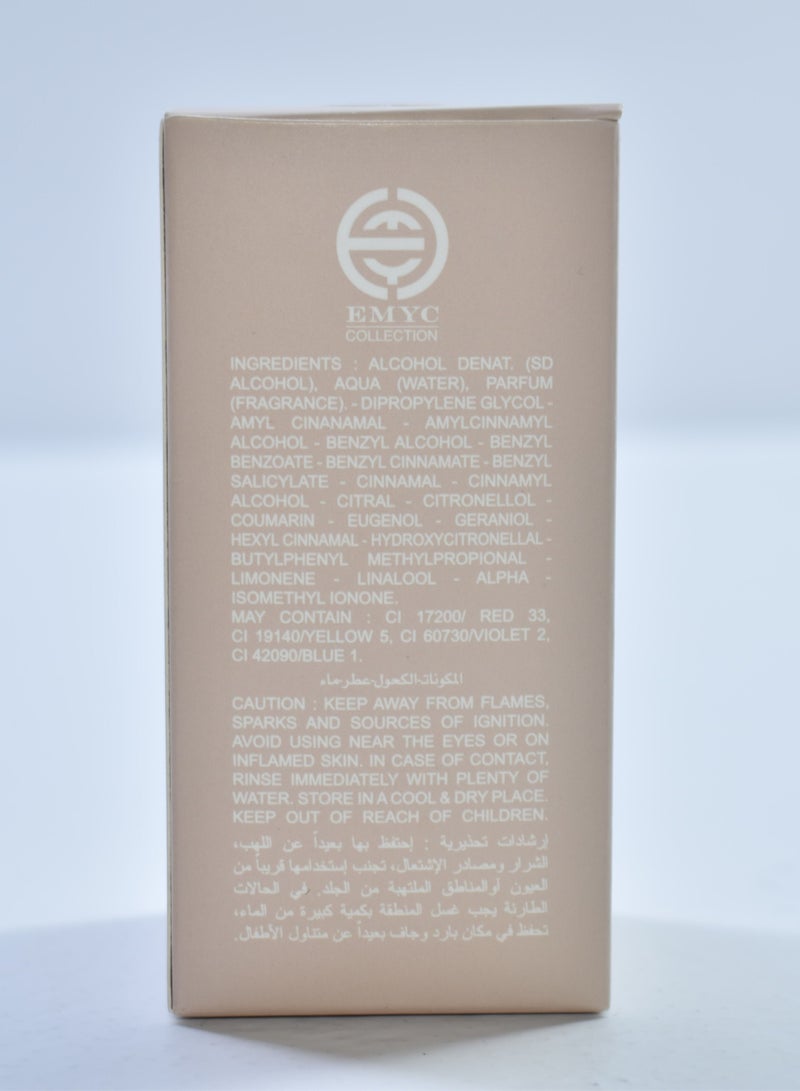 EMYC
COLLECTION
INGREDIENTS : ALCOHOL DENAT. (SD
ALCOHOL), AQUA (WATER), PARFUM
(FRAGRANCE). - DIPROPYLENE GLYCOL -
AMYL CINANAMAL - AMYLCINNAMYL
ALCOHOL - BENZYL ALCOHOL - BENZYL
BENZOATE - BENZYL CINNAMATE - BENZYL
SALICYLATE - CINNAMAL - CINNAMYL
ALCOHOL - CITRAL - CITRONELLOL -
COUMARIN - EUGENOL - GERANIOL -
HEXYL CINNAMAL - HYDROXYCITRONELLAL -
BUTYLPHENYL METHYLPROPIONAL -
LIMONENE - LINALOOL - ALPHA -
ISOMETHYL IONONE.
MAY CONTAIN : CI 17200/ RED 33,
CI 19140/YELLOW 5, CI 60730/VIOLET 2,
CI 42090/BLUE 1.
المكونات-الكحول-عطر-ماء
CAUTION : KEEP AWAY FROM FLAMES,
SPARKS AND SOURCES OF IGNITION.
AVOID USING NEAR THE EYES OR ON
INFLAMED SKIN. IN CASE OF CONTACT,
RINSE IMMEDIATELY WITH PLENTY OF
WATER. STORE IN A COOL & DRY PLACE.
KEEP OUT OF REACH OF CHILDREN.
إرشادات تحذيرية : إحتفظ بها بعيداً عن اللهب،
الشرار ومصادر الإشتعال، تجنب إستخدامها قريباً من
العيون أوالمناطق الملتهبة من الجلد. في الحالات
الطارئة يجب غسل المنطقة بكمية كبيرة من الماء،
تحفظ في مكان بارد وجاف بعيداً عن متناول الأطفال.